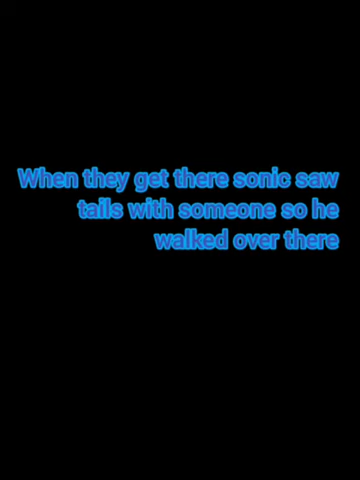 When they get there sonic saw
tails with someone so he
walked over there